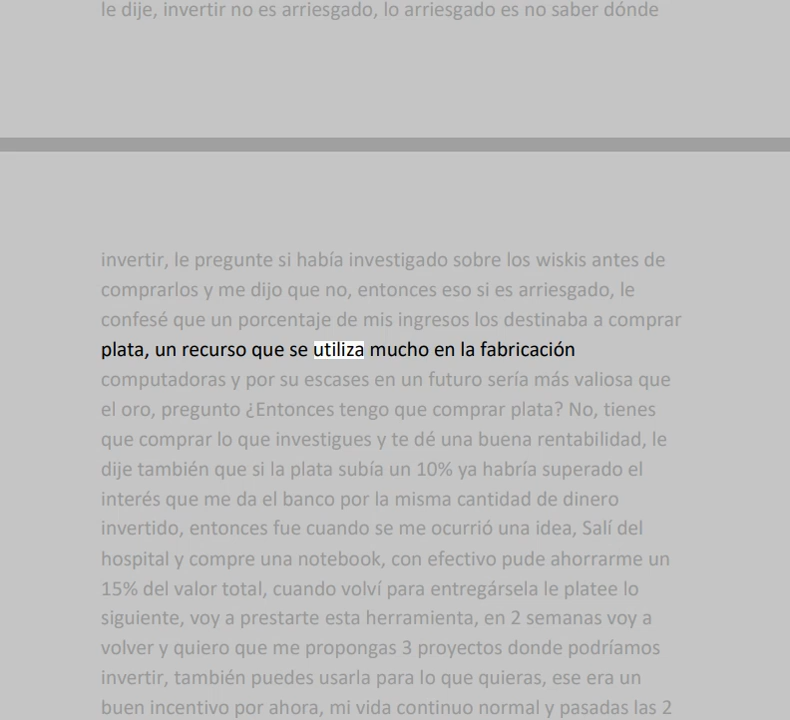 le dije, invertir no es arriesgado, lo arriesgado es no saber dónde
invertir, le pregunte si había investigado sobre los wiskis antes de
comprarlos y me dijo que no, entonces eso si es arriesgado, le
confesé que un porcentaje de mis ingresos los destinaba a comprar
plata, un recurso que se utiliza mucho en la fabricación
computadoras y por su escases en un futuro sería más valiosa que
el oro, pregunto ¿Entonces tengo que comprar plata? No, tienes
que comprar lo que investigues y te dé una buena rentabilidad, le
dije también que si la plata subía un 10% ya habría superado el
interés que me da el banco por la misma cantidad de dinero
invertido, entonces fue cuando se me ocurrió una idea, Salí del
hospital y compre una notebook, con efectivo pude ahorrarme un
15% del valor total, cuando volví para entregársela le platee lo
siguiente, voy a prestarte esta herramienta, en 2 semanas voy a
volver y quiero que me propongas 3 proyectos donde podríamos
invertir, también puedes usarla para lo que quieras, ese era un
buen incentivo por ahora, mi vida continuo normal y pasadas las 2